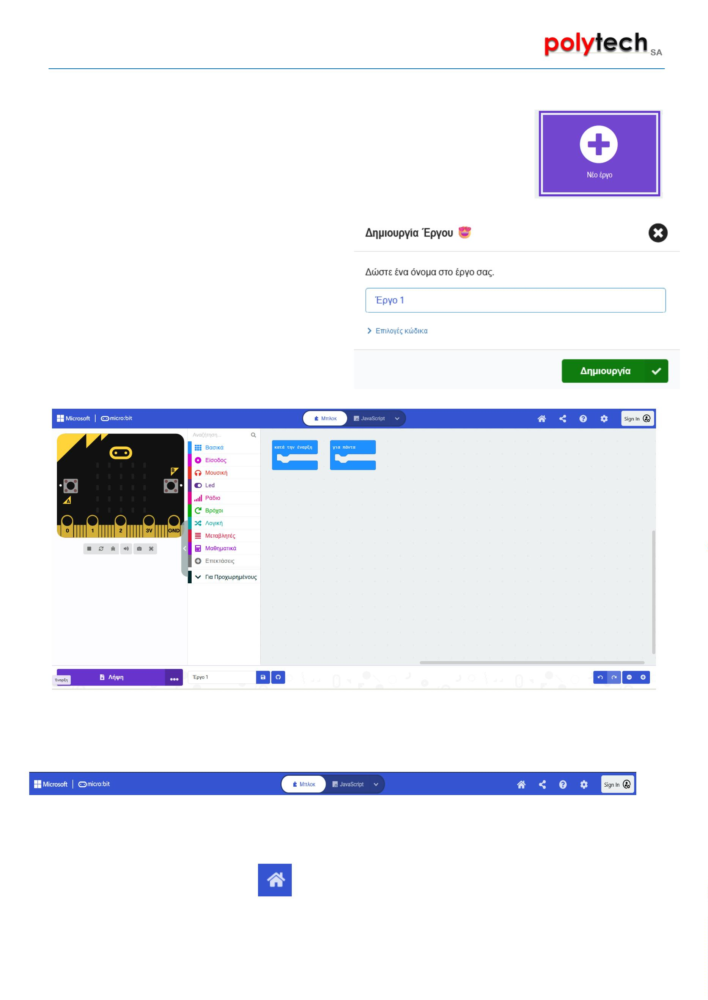 polytech SA
Νέο έργο
Δημιουργία Έργου
Δώστε ένα όνομα στο έργο σας.
Έργο 1
Επιλογές κώδικα
Δημιουργία
Microsoft micro:bit Μπλοκ JavaScript Sign In
Αναζήτηση...
Βασικά
Είσοδος
Μουσική
Led
Ράδιο
Βρόχοι
Λογική
Μεταβλητές
Μαθηματικά
Επεκτάσεις
Για Προχωρημένους
κατά την έναρξη
για πάντα
B
A
0 1 2 3V GND
Έναρξη
Λήψη
Έργο 1
Microsoft micro:bit Μπλοκ JavaScript Sign In